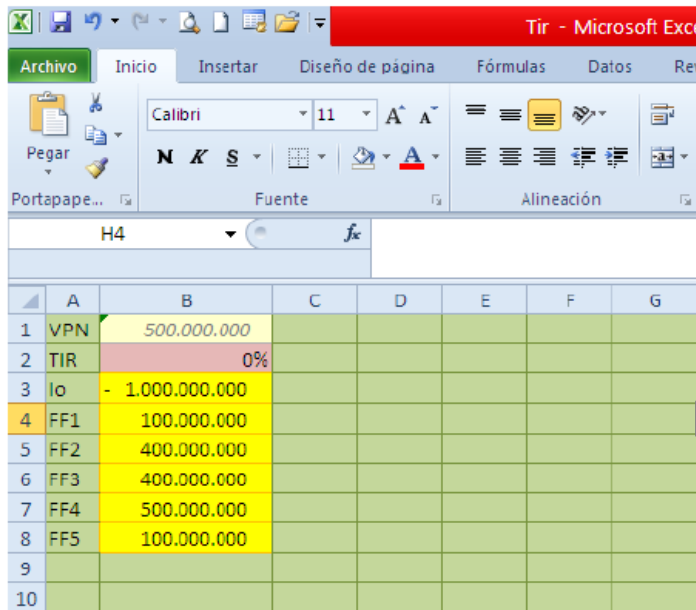 Tir - Microsoft Exce
Archivo Inicio Insertar Diseño de página Fórmulas Datos Re
Calibri 11 A A
Pegar N K S A
Portapape... Fuente Alineación
H4 fx
A B C D E F G
1 VPN 500.000.000
2 TIR 0%
3 Io - 1.000.000.000
4 FF1 100.000.000
5 FF2 400.000.000
6 FF3 400.000.000
7 FF4 500.000.000
8 FF5 100.000.000
9
10